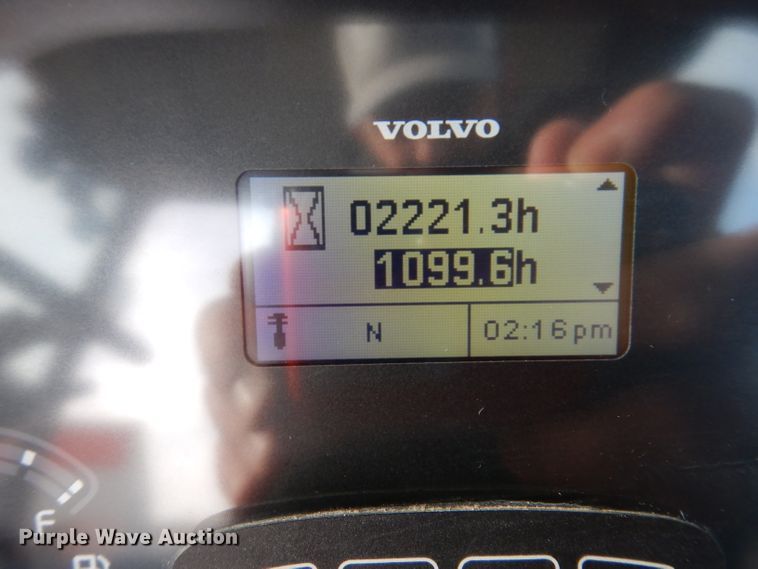 VOLVO
02221.3h
1099.6h
N
02:16pm
F
Purple Wave Auction